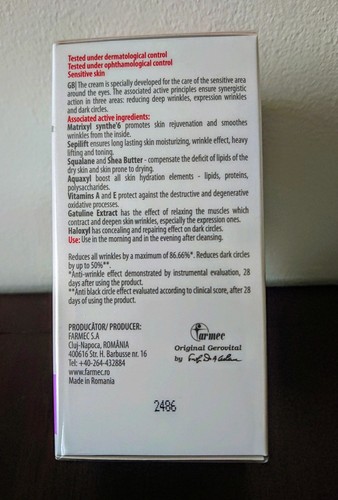 Tested under dermatological control
Tested under ophthamological control
Sensitive skin
GB| The cream is specially developed for the care of the sensitive area
around the eyes. The associated active principles ensure synergistic
action in three areas: reducing deep wrinkles, expression wrinkles
and dark circles.
Associated active ingredients:
Matrixyl synthe'6 promotes skin rejuvenation and smoothes
wrinkles from the inside.
Sepilift ensures long lasting skin moisturizing, wrinkle effect, heavy
lifting and toning.
Squalane and Shea Butter - compensate the deficit of lipids of the
dry skin and skin prone to drying.
Aquaxyl boost all skin hydration elements - lipids, proteins,
polysaccharides.
Vitamins A and E protect against the destructive and degenerative
oxidative processes.
Gatuline Extract has the effect of relaxing the muscles which
contract and deepen skin wrinkles, especially the expression ones.
Haloxyl has concealing and repairing effect on dark circles.
Use: Use in the morning and in the evening after cleansing.
Reduces all wrinkles by a maximum of 86.66%*. Reduces dark circles
by up to 50%**.
*Anti-wrinkle effect demonstrated by instrumental evaluation, 28
days after using the product.
**Anti black circle effect evaluated according to clinical score, after 28
days of using the product.
PRODUCĂTOR/ PRODUCER:
FARMEC S.A
Cluj-Napoca, ROMÂNIA
400616 Str. H. Barbusse nr. 16
Tel: +40-264-432884
www.farmec.ro
Made in Romania
farmec
Original Gerovital
by
2486